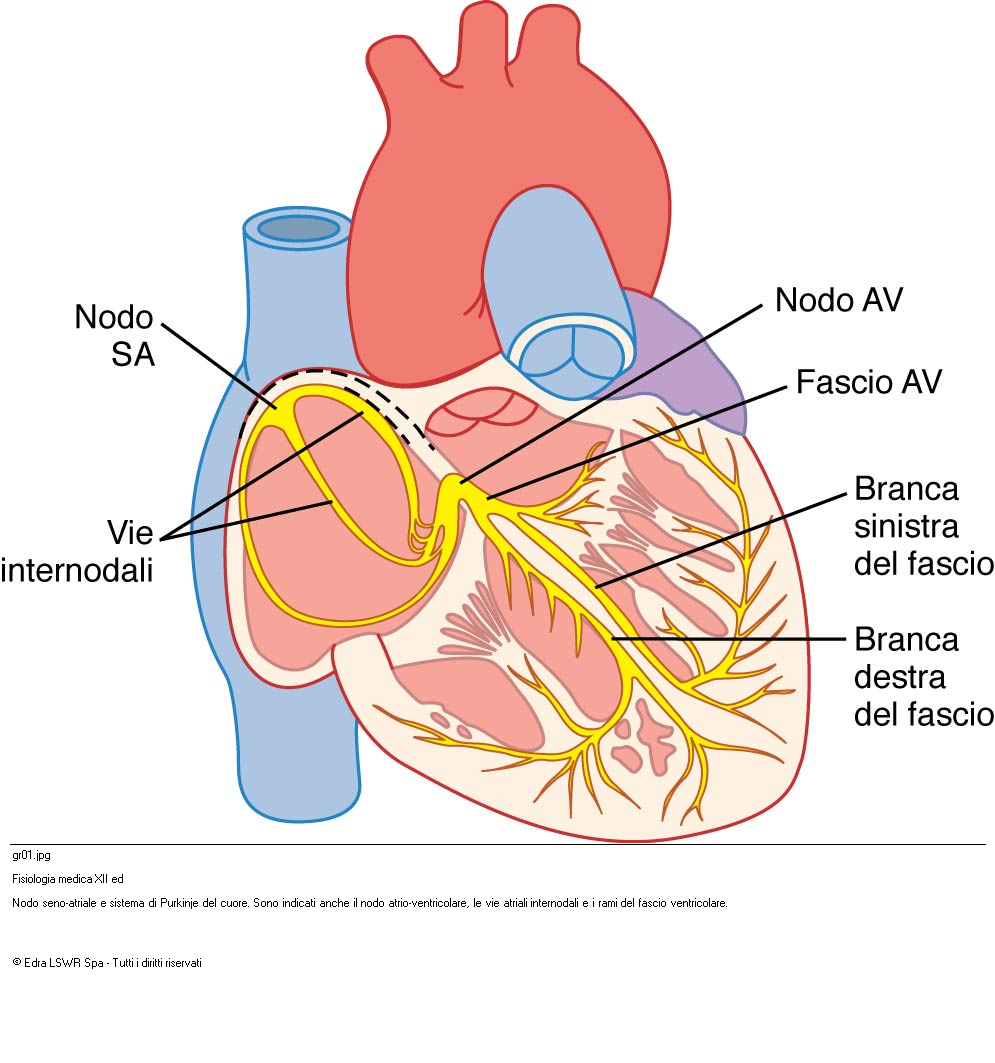 Nodo
SA
Nodo AV
Fascio AV
Branca
sinistra
del fascio
Vie
internodali
Branca
destra
del fascio
gr01.jpg
Fisiologia medica XII ed
Nodo seno-atriale e sistema di Purkinje del cuore. Sono indicati anche il nodo atrio-ventricolare, le vie atriali internodali e i rami del fascio ventricolare.
© Edra LSWR Spa - Tutti i diritti riservati